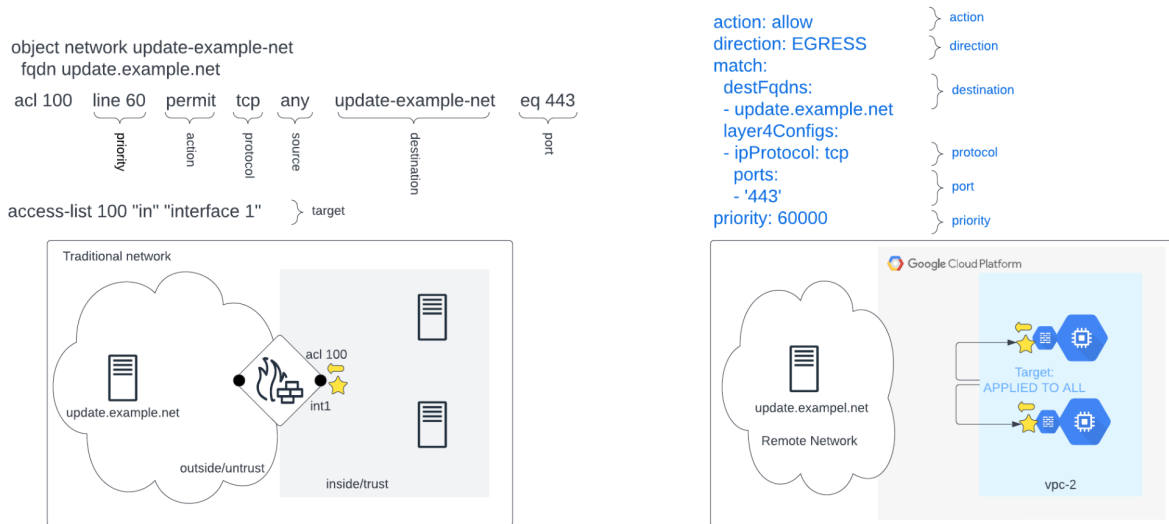 object network update-example-net
fqdn update.example.net
acl 100 line 60 permit tcp any update-example-net eq 443
priority
action
protocol
source
destination
port
access-list 100 "in" "interface 1" target
Traditional network
acl 100
update.example.net
int1
outside/untrust
inside/trust
action: allow
action
direction: EGRESS
direction
match:
destFqdns:
destination
- update.example.net
layer4Configs:
- ipProtocol: tcp
protocol
ports:
port
- '443'
priority: 60000
priority
Google Cloud Platform
Target:
APPLIED TO ALL
update.exampel.net
Remote Network
vpc-2